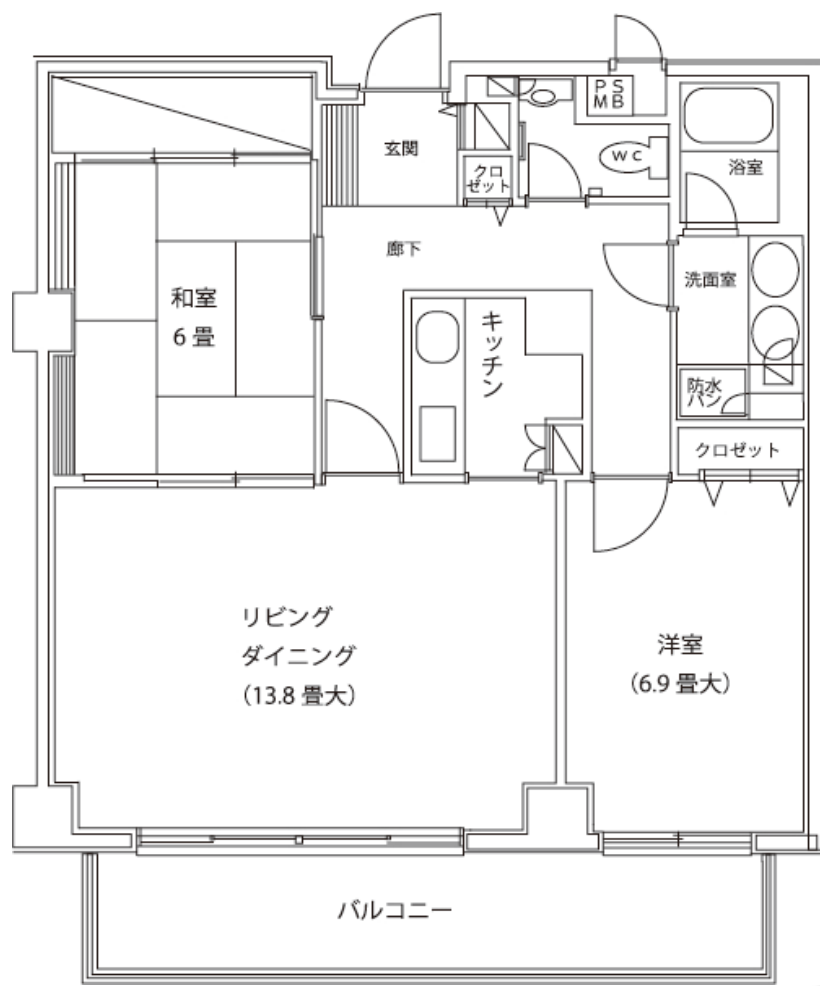 PS
MB
玄関
クロ
ゼット
WC
浴室
廊下
洗面室
和室
6 畳
キッチン
防水
パン
クロゼット
リビング
ダイニング
（13.8 畳大）
洋室
（6.9 畳大）
バルコニー